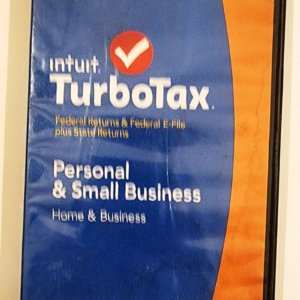 intuit
TurboTax.
Federal Returns & Federal E-File
plus State Returns
Personal
& Small Business
Home & Business